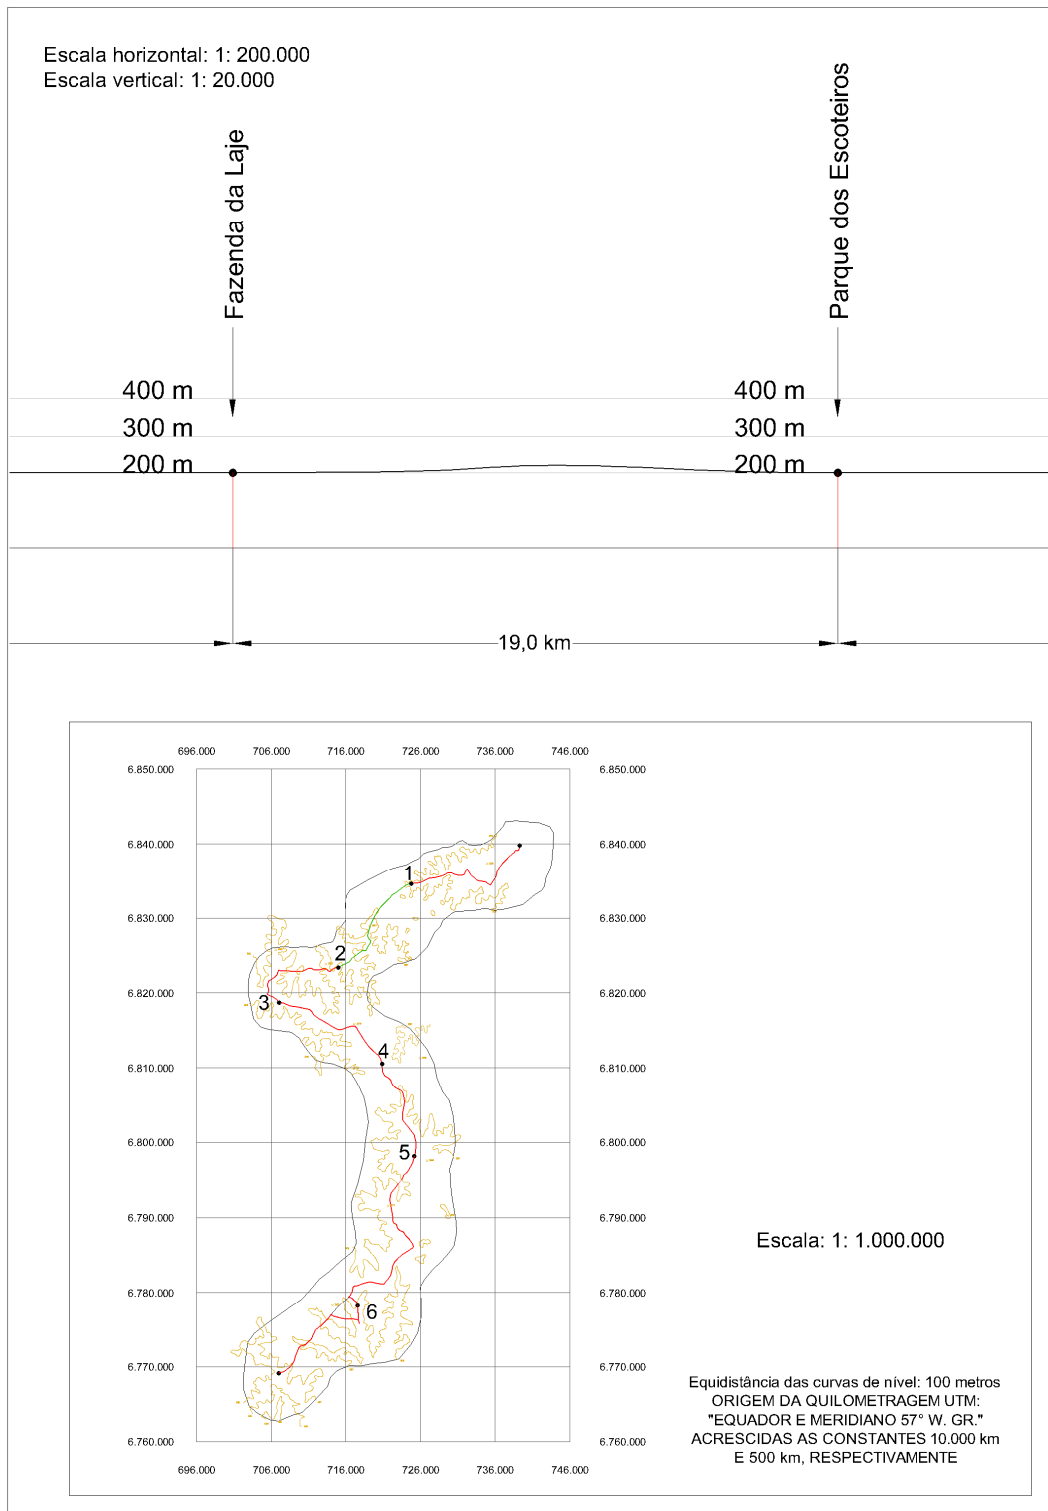 Escala horizontal: 1: 200.000
Escala vertical: 1: 20.000
Fazenda da Laje
Parque dos Escoteiros
400 m
400 m
300 m
300 m
200 m
200 m
19,0 km
696.000 706.000 716.000 726.000 736.000 746.000
6.850.000 6.850.000
6.840.000 6.840.000
1
6.830.000 6.830.000
2
6.820.000 6.820.000
3
4
6.810.000 6.810.000
6.800.000 6.800.000
5
6.790.000 6.790.000
Escala: 1: 1.000.000
6.780.000 6.780.000
6
6.770.000 6.770.000
Equidistância das curvas de nível: 100 metros
ORIGEM DA QUILOMETRAGEM UTM:
"EQUADOR E MERIDIANO 57° W. GR."
ACRESCIDAS AS CONSTANTES 10.000 km
E 500 km, RESPECTIVAMENTE
6.760.000 6.760.000
696.000 706.000 716.000 726.000 736.000 746.000